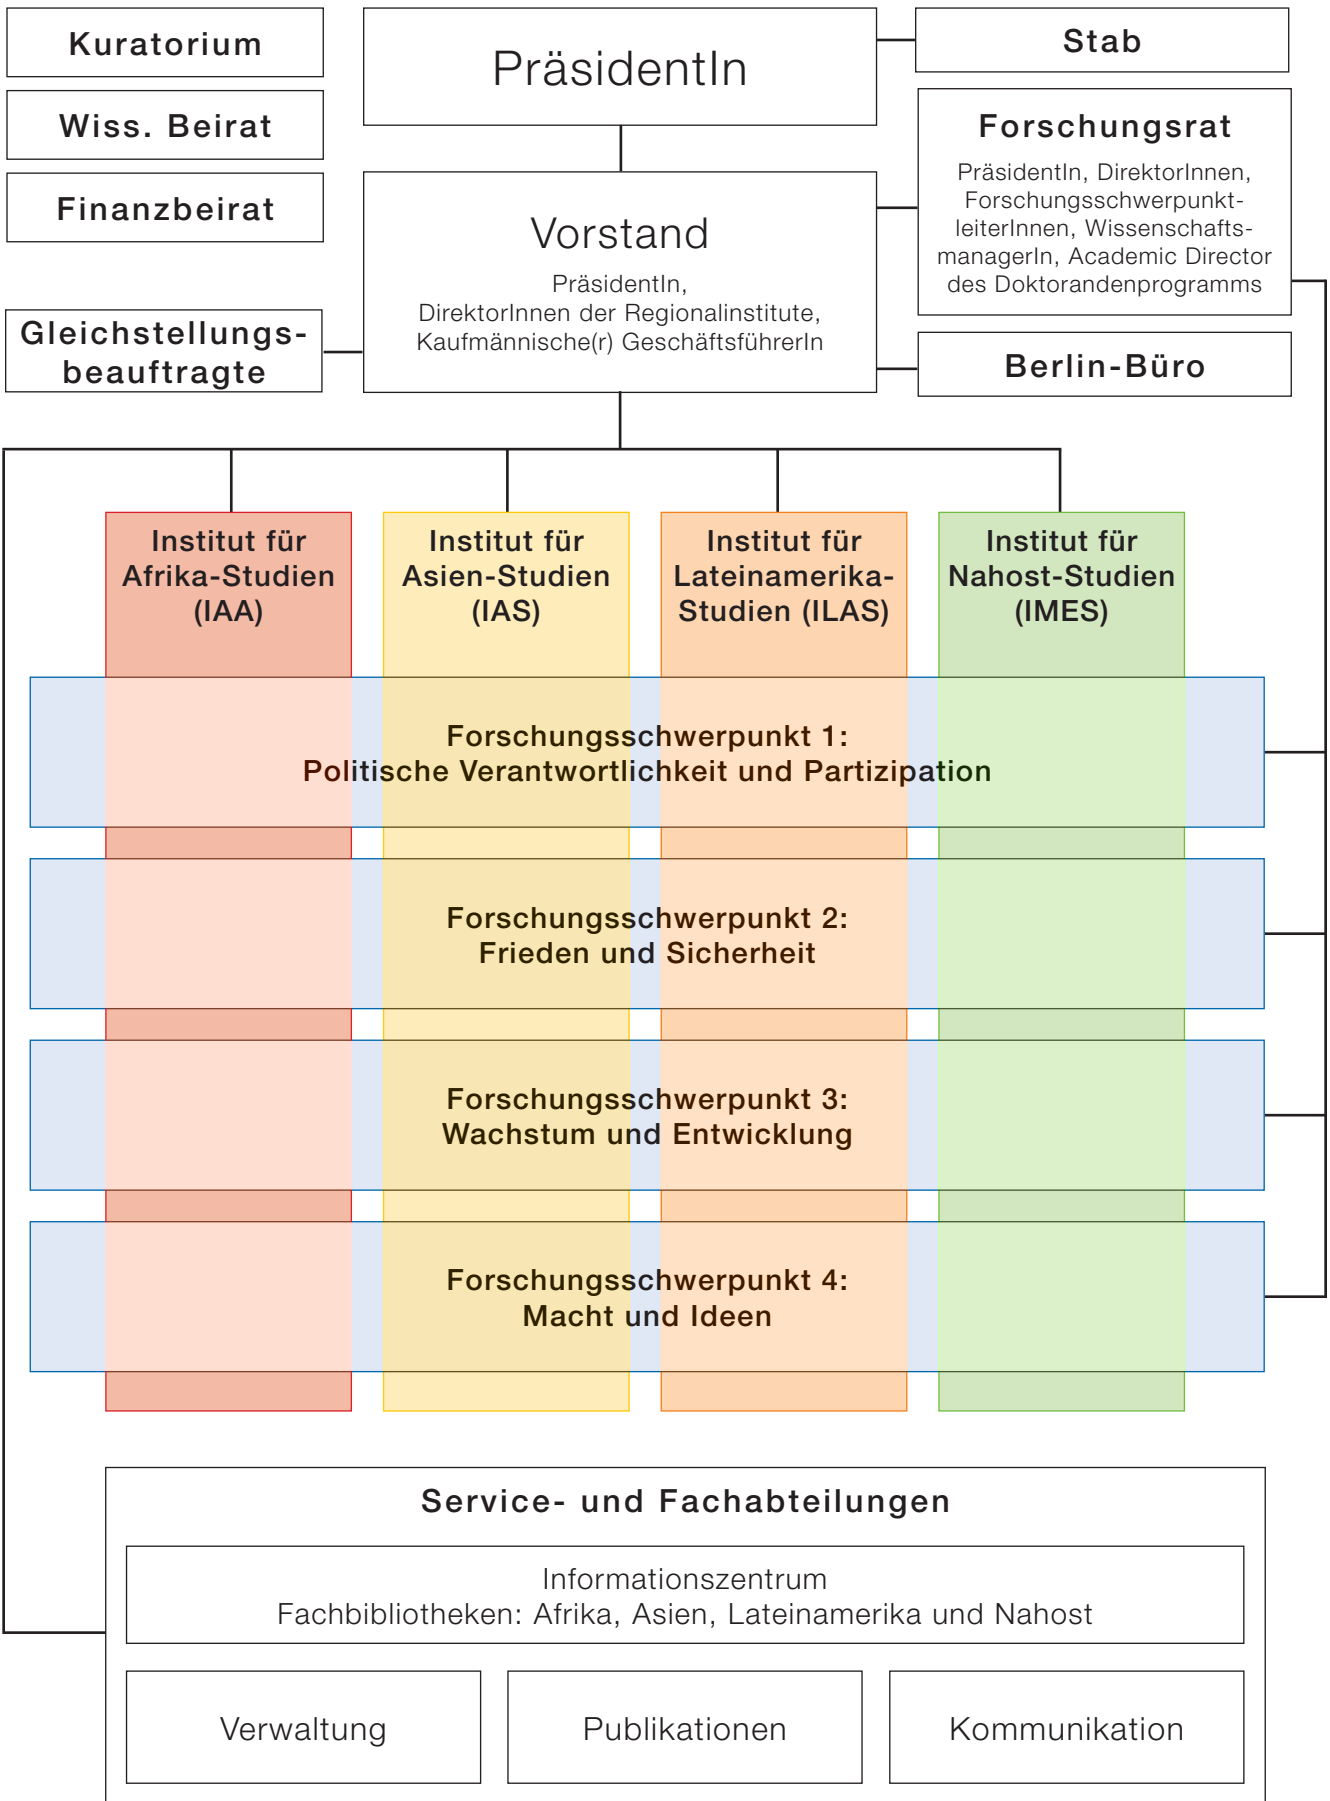 Kuratorium
Wiss. Beirat
Finanzbeirat
PräsidentIn
Stab
Forschungsrat
PräsidentIn, DirektorInnen,
Forschungsschwerpunkt-
leiterInnen, Wissenschafts-
managerIn, Academic Director
des Doktorandenprogramms
Vorstand
PräsidentIn,
DirektorInnen der Regionalinstitute,
Kaufmännische(r) GeschäftsführerIn
Gleichstellungs-
beauftragte
Berlin-Büro
Institut für
Afrika-Studien
(IAA)
Institut für
Asien-Studien
(IAS)
Institut für
Lateinamerika-
Studien (ILAS)
Institut für
Nahost-Studien
(IMES)
Forschungsschwerpunkt 1:
Politische Verantwortlichkeit und Partizipation
Forschungsschwerpunkt 2:
Frieden und Sicherheit
Forschungsschwerpunkt 3:
Wachstum und Entwicklung
Forschungsschwerpunkt 4:
Macht und Ideen
Service- und Fachabteilungen
Informationszentrum
Fachbibliotheken: Afrika, Asien, Lateinamerika und Nahost
Verwaltung
Publikationen
Kommunikation